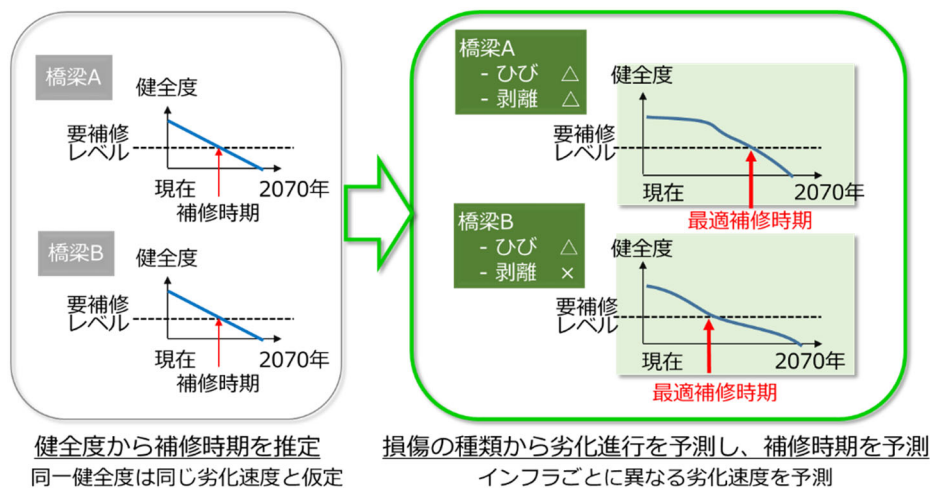 橋梁A
健全度
要補修
レベル
現在
2070年
補修時期
橋梁B
健全度
要補修
レベル
現在
2070年
補修時期
健全度から補修時期を推定
同一健全度は同じ劣化速度と仮定
橋梁A
- ひび △
- 剥離 △
健全度
要補修
レベル
現在
2070年
最適補修時期
橋梁B
- ひび △
- 剥離 ×
健全度
要補修
レベル
現在
2070年
最適補修時期
損傷の種類から劣化進行を予測し、補修時期を予測
インフラごとに異なる劣化速度を予測